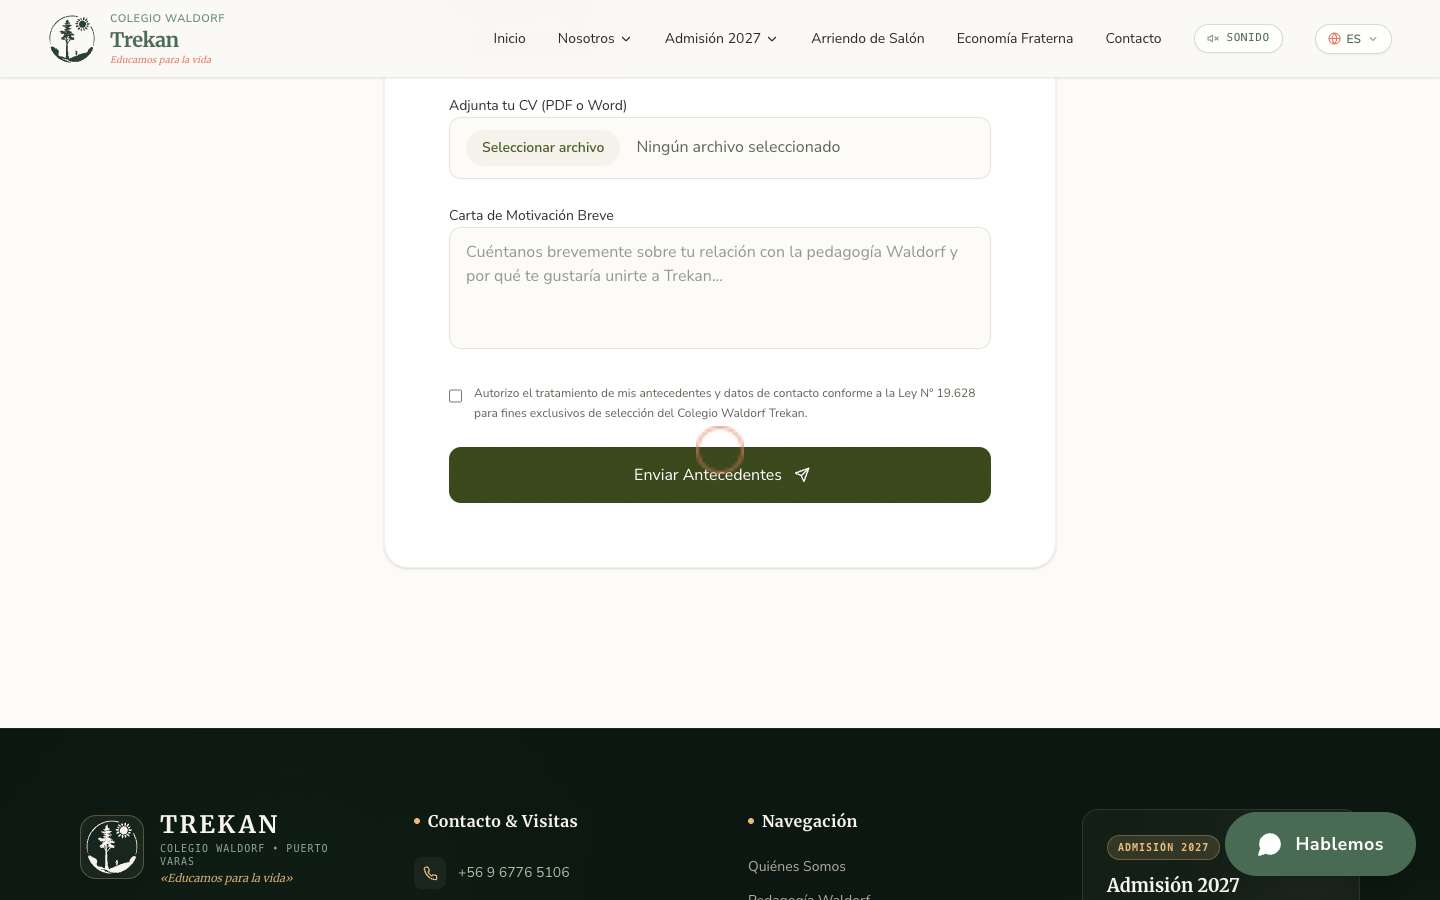 COLEGIO WALDORF
Trekan
Educamos para la vida
Inicio
Nosotros
Admisión 2027
Arriendo de Salón
Economía Fraterna
Contacto
SONIDO
ES
Adjunta tu CV (PDF o Word)
Seleccionar archivo
Ningún archivo seleccionado
Carta de Motivación Breve
Cuéntanos brevemente sobre tu relación con la pedagogía Waldorf y
por qué te gustaría unirte a Trekan...
Autorizo el tratamiento de mis antecedentes y datos de contacto conforme a la Ley N° 19.628
para fines exclusivos de selección del Colegio Waldorf Trekan.
Enviar Antecedentes
TREKAN
COLEGIO WALDORF • PUERTO
VARAS
«Educamos para la vida»
Contacto & Visitas
+56 9 6776 5106
Navegación
Quiénes Somos
Pedagogía Waldorf
ADMISIÓN 2027
Admisión 2027
Hablemos